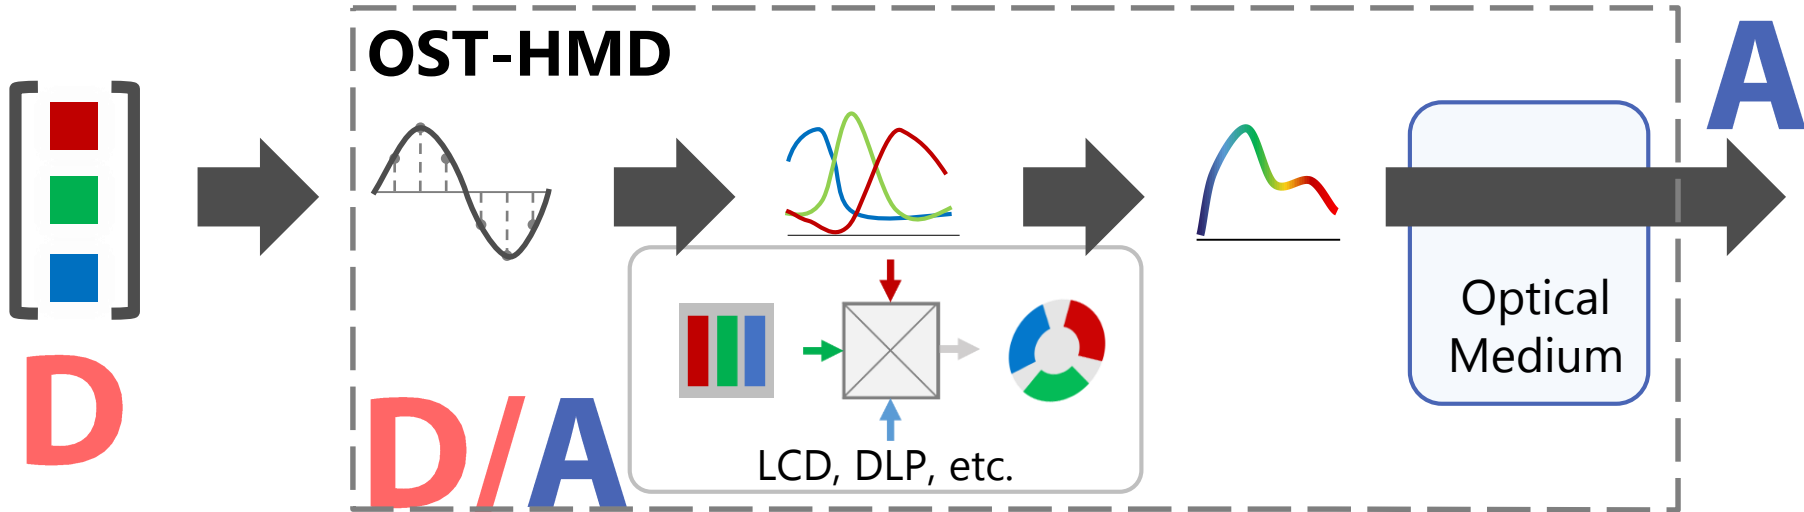 OST-HMD
A
D
D/A
LCD, DLP, etc.
Optical
Medium